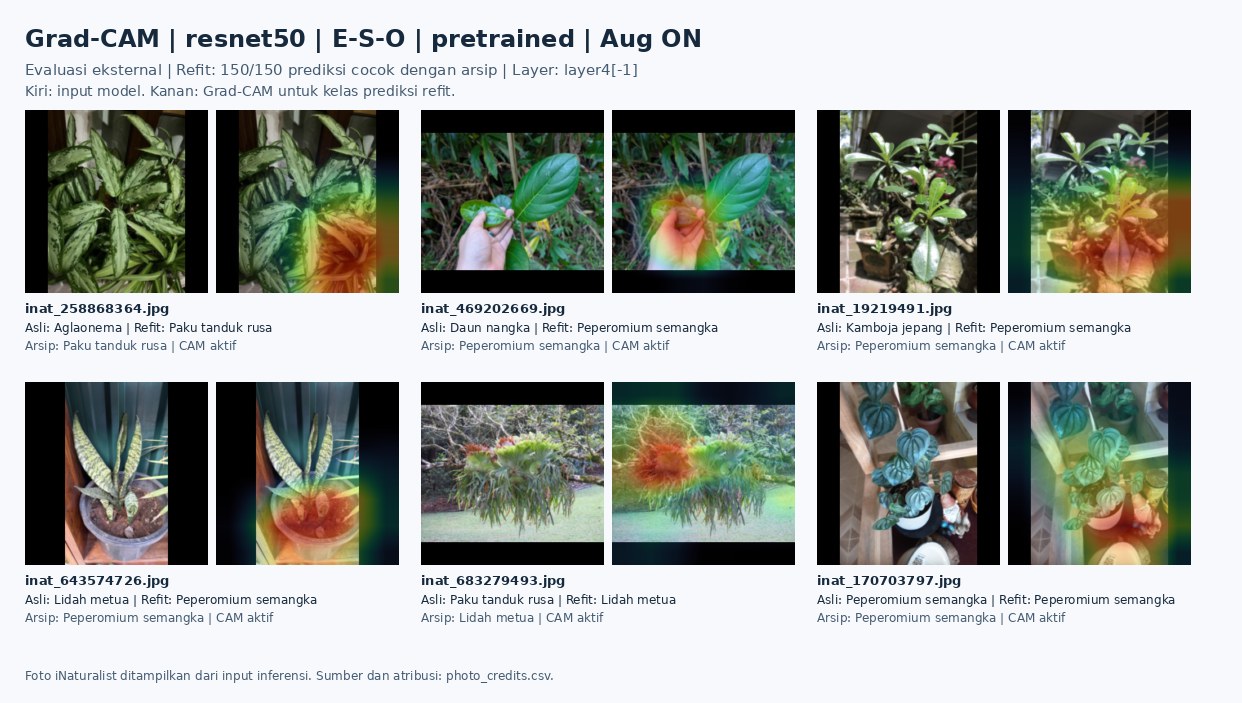 Grad-CAM | resnet50 | E-S-O | pretrained | Aug ON
Evaluasi eksternal | Refit: 150/150 prediksi cocok dengan arsip | Layer: layer4[-1]
Kiri: input model. Kanan: Grad-CAM untuk kelas prediksi refit.
inat_258868364.jpg
Asli: Aglaonema | Refit: Paku tanduk rusa
Arsip: Paku tanduk rusa | CAM aktif
inat_469202669.jpg
Asli: Daun nangka | Refit: Peperomium semangka
Arsip: Peperomium semangka | CAM aktif
inat_19219491.jpg
Asli: Kamboja jepang | Refit: Peperomium semangka
Arsip: Peperomium semangka | CAM aktif
inat_643574726.jpg
Asli: Lidah metua | Refit: Peperomium semangka
Arsip: Peperomium semangka | CAM aktif
inat_683279493.jpg
Asli: Paku tanduk rusa | Refit: Lidah metua
Arsip: Lidah metua | CAM aktif
inat_170703797.jpg
Asli: Peperomium semangka | Refit: Peperomium semangka
Arsip: Peperomium semangka | CAM aktif
Foto iNaturalist ditampilkan dari input inferensi. Sumber dan atribusi: photo_credits.csv.